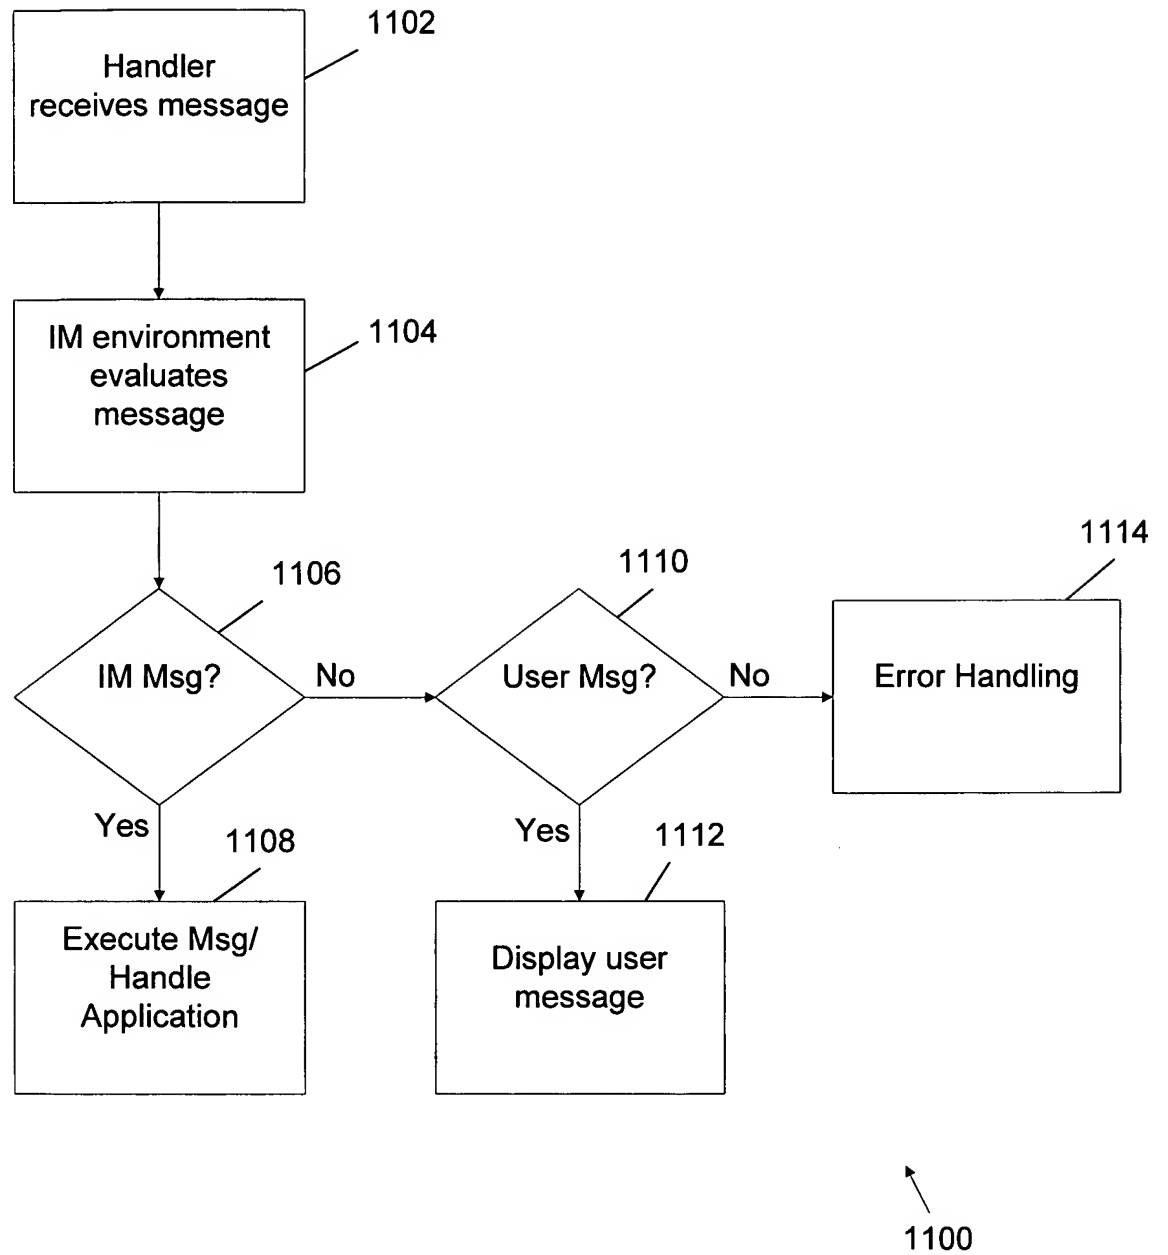 1102
Handler
receives message
1104
IM environment
evaluates
message
1106
IM Msg?
No
1110
User Msg?
No
1114
Error Handling
Yes
1108
Execute Msg/
Handle
Application
Yes
1112
Display user
message
1100